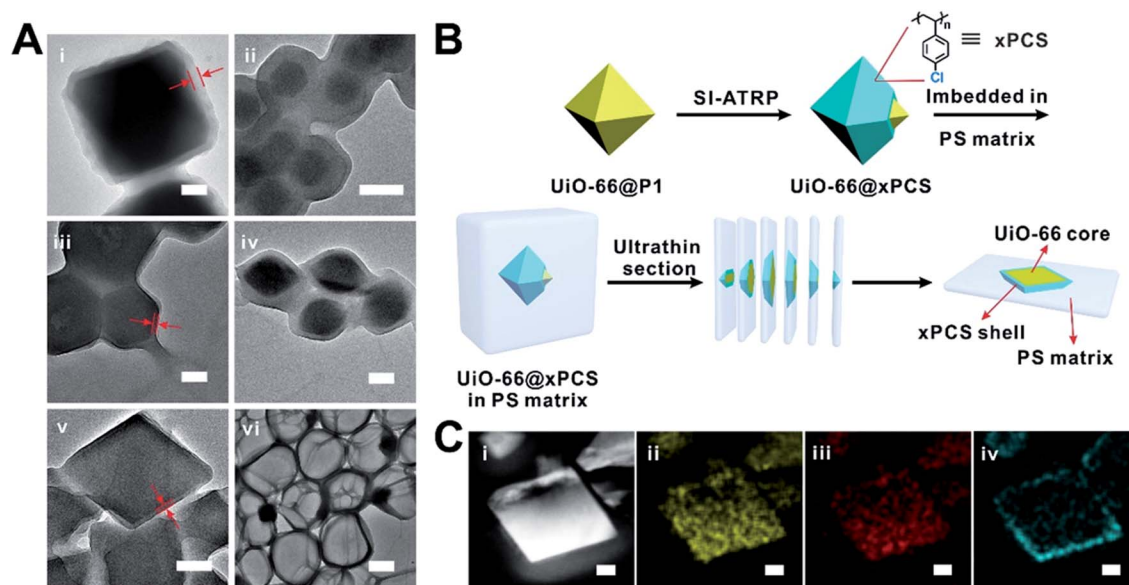 A
i
ii
iii
iv
v
vi
B
n
Cl
≡ xPCS
SI-ATRP
Imbedded in
PS matrix
UiO-66@P1
UiO-66@xPCS
Ultrathin
section
UiO-66@xPCS
in PS matrix
UiO-66 core
xPCS shell
PS matrix
C
i
ii
iii
iv